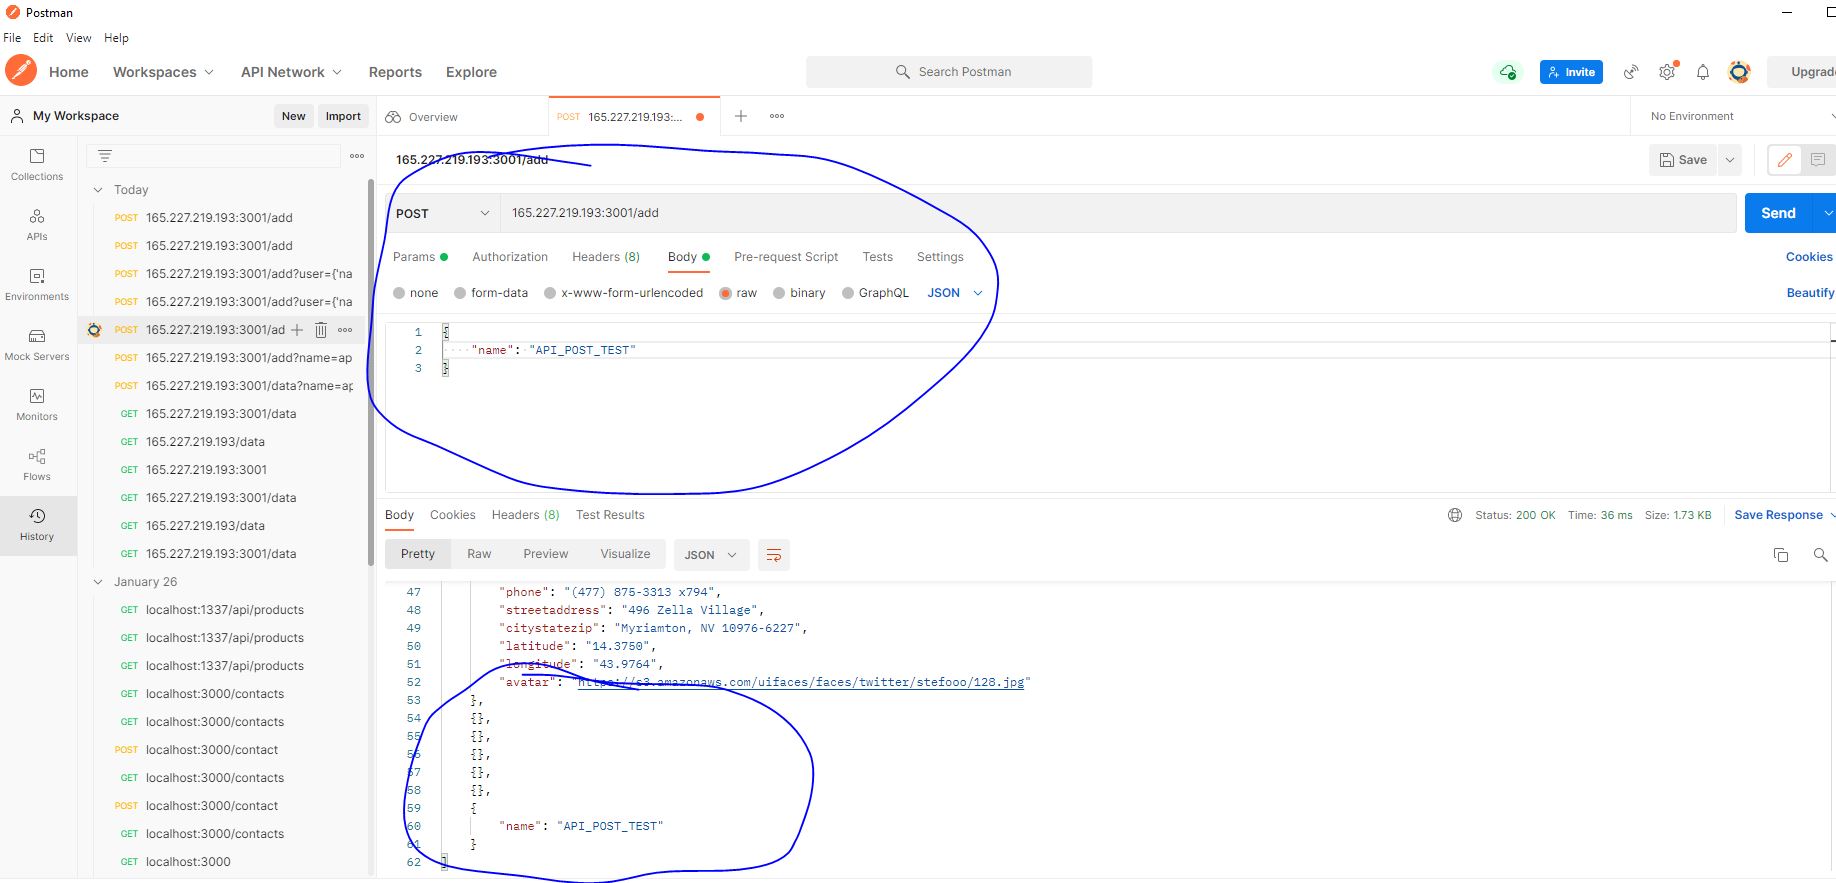 Postman
File Edit View Help
Home Workspaces API Network Reports Explore Search Postman Invite Upgrade
My Workspace New Import Overview POST 165.227.219.193:... No Environment
Collections
APIs
Environments
Mock Servers
Monitors
Flows
History
Today
POST 165.227.219.193:3001/add
POST 165.227.219.193:3001/add
POST 165.227.219.193:3001/add?user={'na
POST 165.227.219.193:3001/add?user={'na
POST 165.227.219.193:3001/ad
POST 165.227.219.193:3001/add?name=ap
POST 165.227.219.193:3001/data?name=ap
GET 165.227.219.193:3001/data
GET 165.227.219.193/data
GET 165.227.219.193:3001
GET 165.227.219.193:3001/data
GET 165.227.219.193/data
GET 165.227.219.193:3001/data
January 26
GET localhost:1337/api/products
GET localhost:1337/api/products
GET localhost:1337/api/products
GET localhost:3000/contacts
GET localhost:3000/contacts
POST localhost:3000/contact
GET localhost:3000/contacts
POST localhost:3000/contact
GET localhost:3000/contacts
GET localhost:3000
165.227.219.193:3001/add Save
POST 165.227.219.193:3001/add Send
Params Authorization Headers (8) Body Pre-request Script Tests Settings Cookies
none form-data x-www-form-urlencoded raw binary GraphQL JSON Beautify
1 {
2 "name": "API_POST_TEST"
3 }
Body Cookies Headers (8) Test Results Status: 200 OK Time: 36 ms Size: 1.73 KB Save Response
Pretty Raw Preview Visualize JSON
47 "phone": "(477) 875-3313 x794",
48 "streetaddress": "496 Zella Village",
49 "citystatezip": "Myriamton, NV 10976-6227",
50 "latitude": "14.3750",
51 "longitude": "43.9764",
52 "avatar": "https://s3.amazonaws.com/uifaces/faces/twitter/stefooo/128.jpg"
53 },
54 {},
55 {},
56 {},
57 {},
58 {},
59 {
60 "name": "API_POST_TEST"
61 }
62 ]